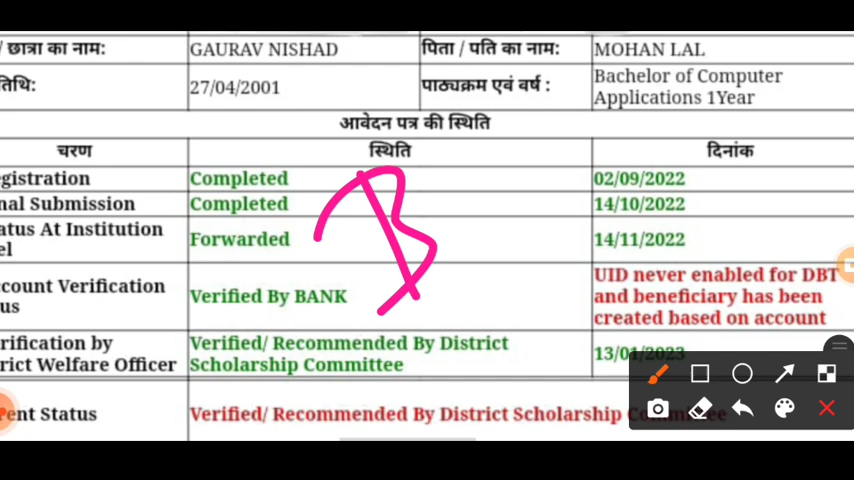 / छात्रा का नाम: GAURAV NISHAD पिता / पति का नाम: MOHAN LAL
तिथि: 27/04/2001 पाठ्यक्रम एवं वर्ष : Bachelor of Computer
Applications 1Year
आवेदन पत्र की स्थिति
चरण स्थिति दिनांक
gistration Completed 02/09/2022
nal Submission Completed 14/10/2022
atus At Institution
el Forwarded 14/11/2022
count Verification
us Verified By BANK UID never enabled for DBT
and beneficiary has been
created based on account
rification by
rict Welfare Officer Verified/ Recommended By District
Scholarship Committee 13/01/2023
ent Status Verified/ Recommended By District Scholarship Committee
B